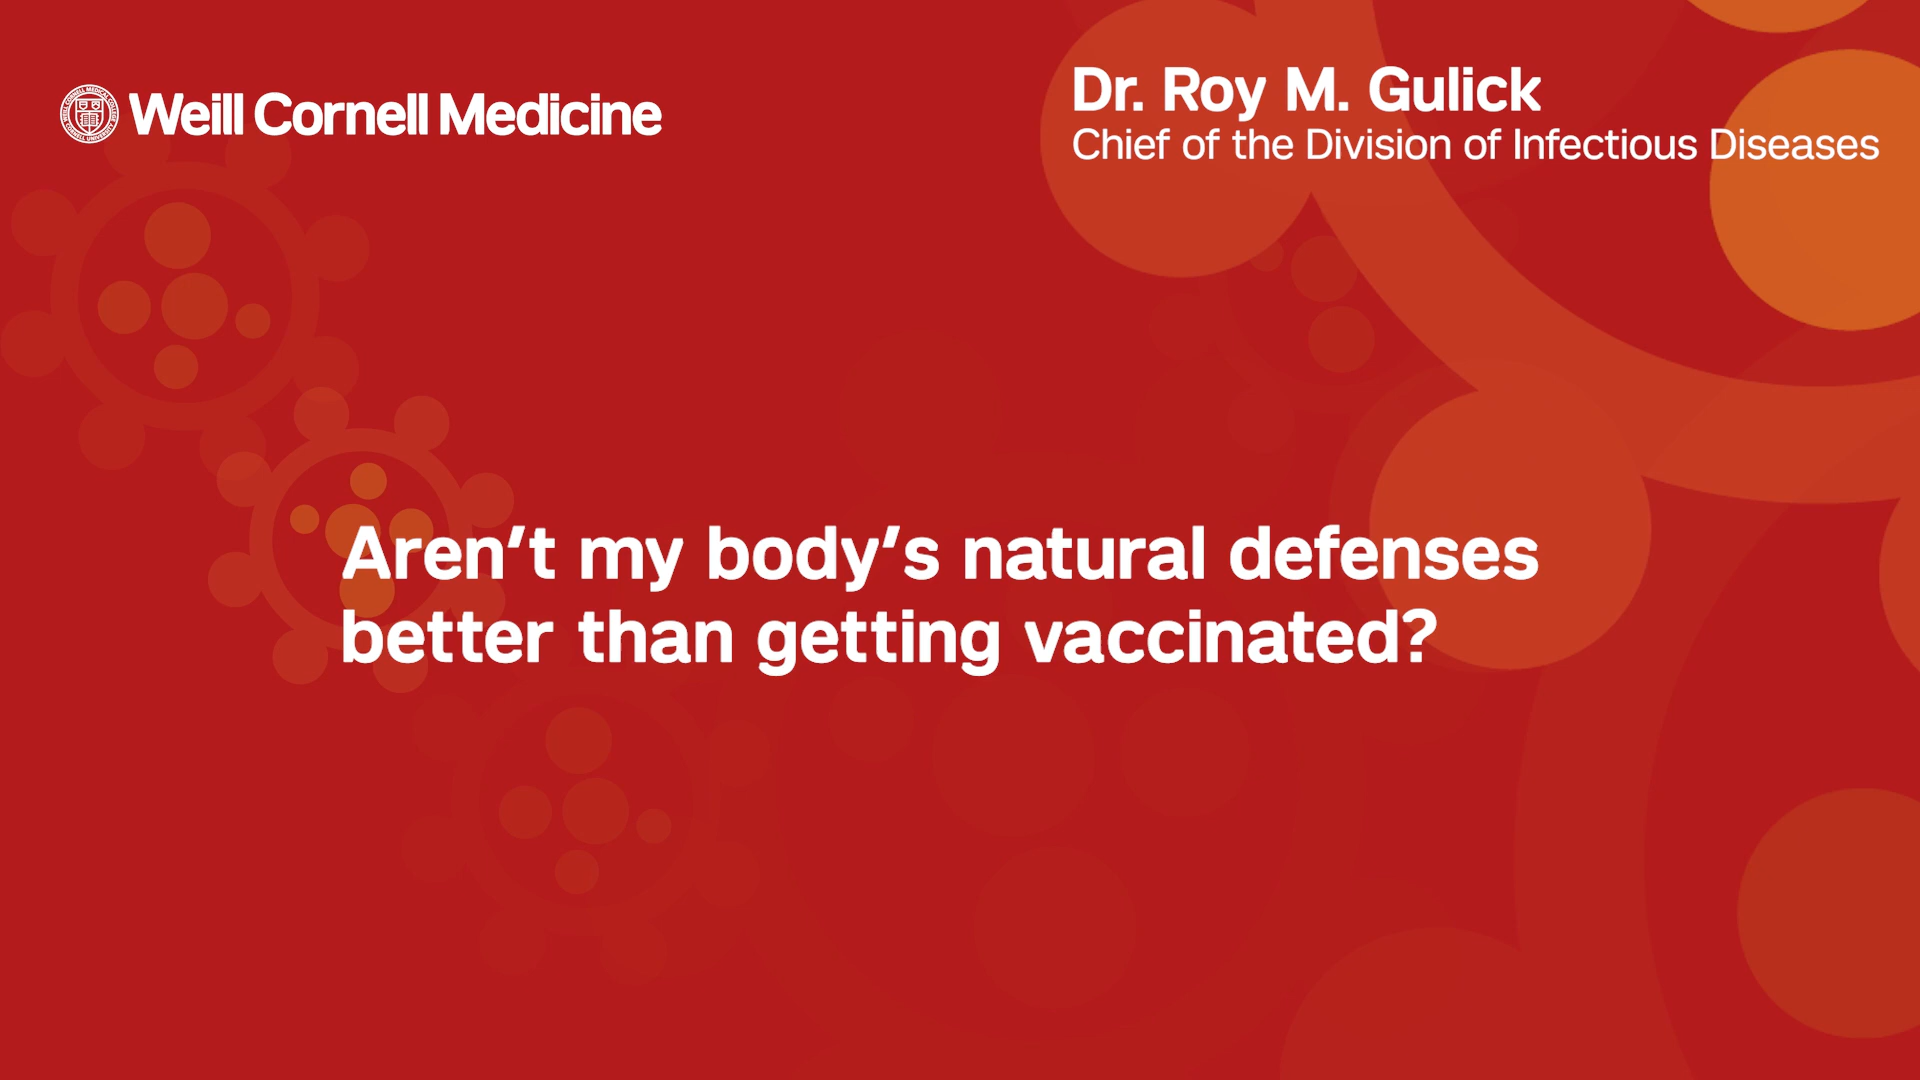 Weill Cornell Medicine
Dr. Roy M. Gulick
Chief of the Division of Infectious Diseases
Aren’t my body’s natural defenses
better than getting vaccinated?